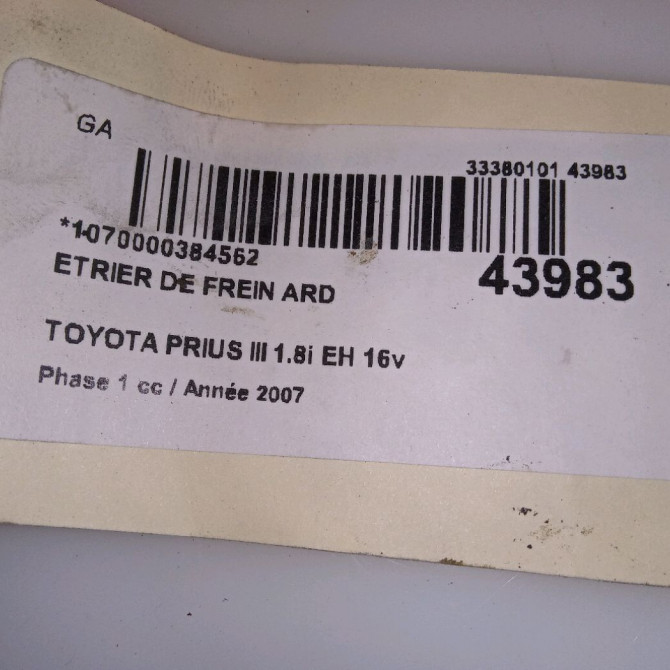 GA
33380101 43983
*1070000384562
43983
ETRIER DE FREIN ARD
TOYOTA PRIUS III 1.8i EH 16v
Phase 1 cc / Année 2007